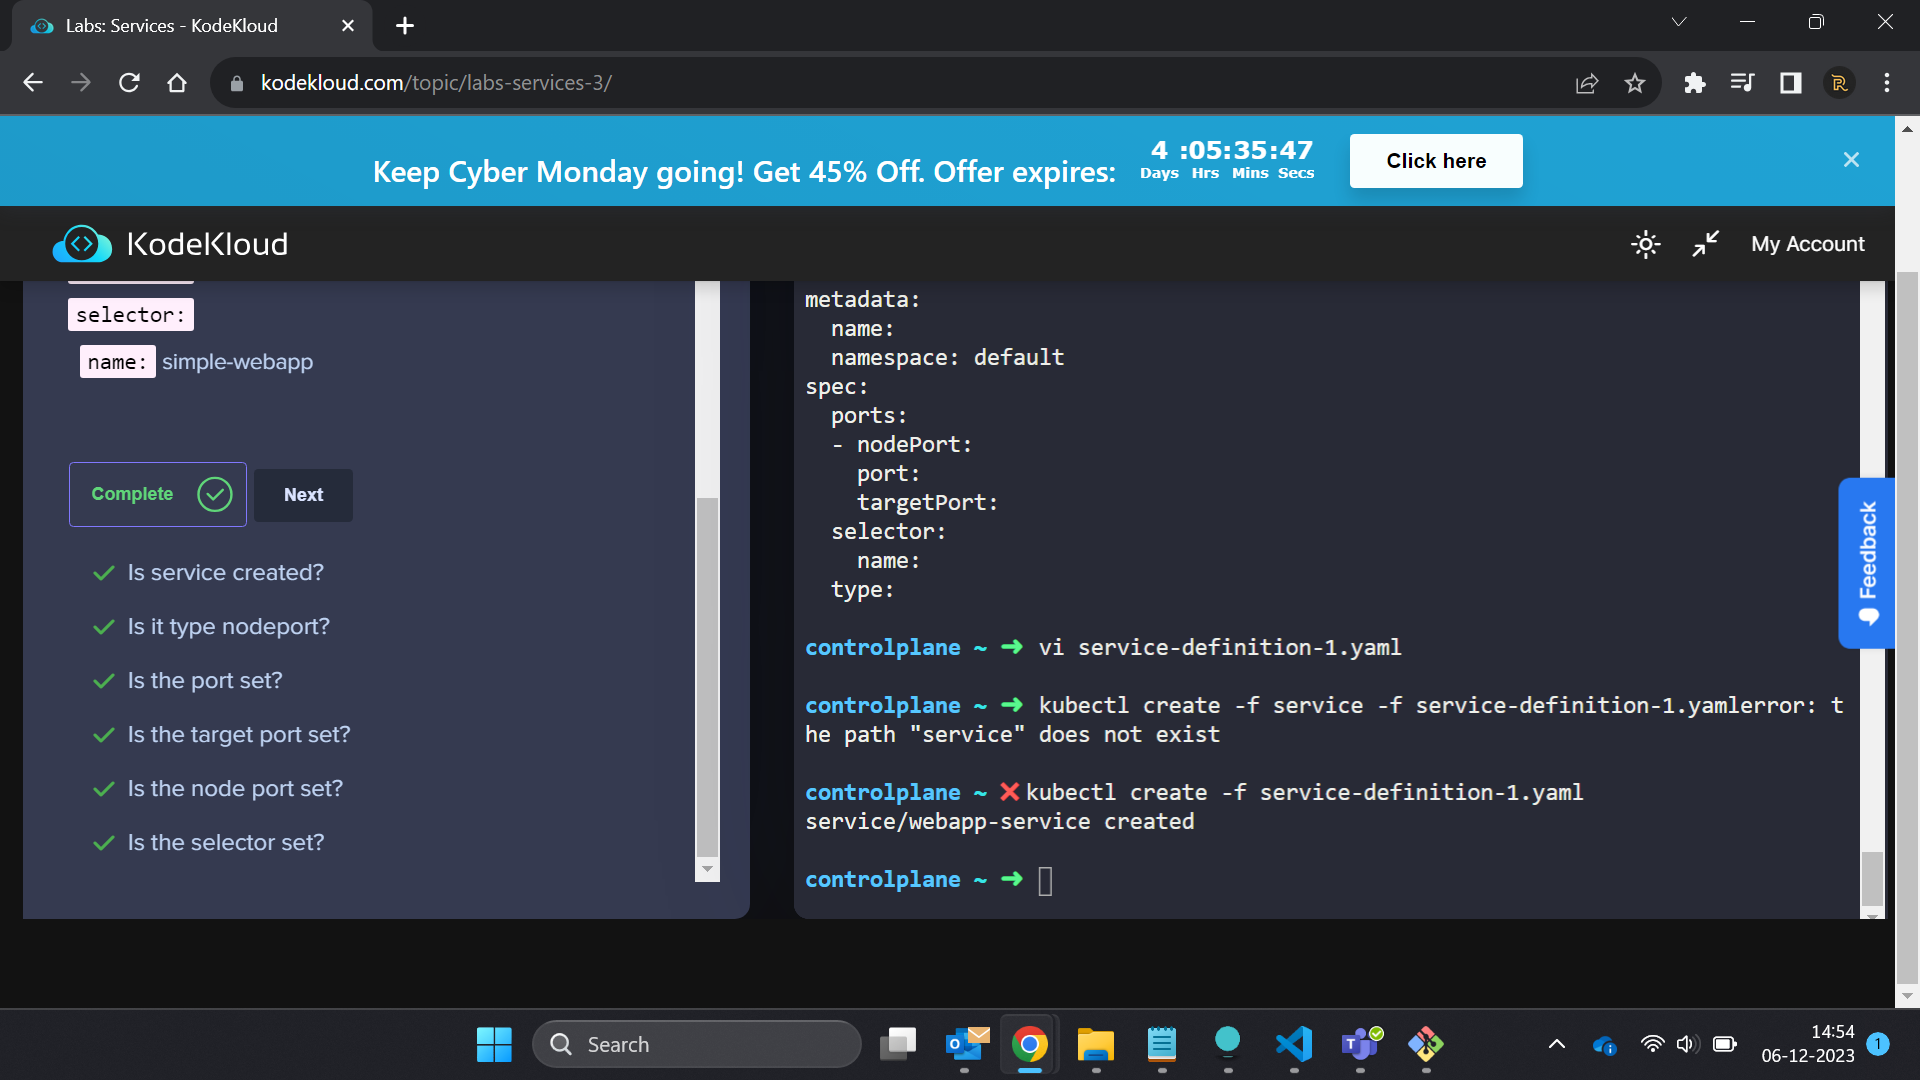 Labs: Services - KodeKloud
kodekloud.com/topic/labs-services-3/
R
Keep Cyber Monday going! Get 45% Off. Offer expires:
4 :05:35:47
Days Hrs Mins Secs
Click here
KodeKloud
My Account
selector:
name: simple-webapp
Complete
Next
Is service created?
Is it type nodeport?
Is the port set?
Is the target port set?
Is the node port set?
Is the selector set?
metadata:
name:
namespace: default
spec:
ports:
- nodePort:
port:
targetPort:
selector:
name:
type:
controlplane ~ ➜ vi service-definition-1.yaml
controlplane ~ ➜ kubectl create -f service -f service-definition-1.yamlerror: t
he path "service" does not exist
controlplane ~ ✖ kubectl create -f service-definition-1.yaml
service/webapp-service created
controlplane ~ ➜
Feedback
Search
14:54
06-12-2023
1